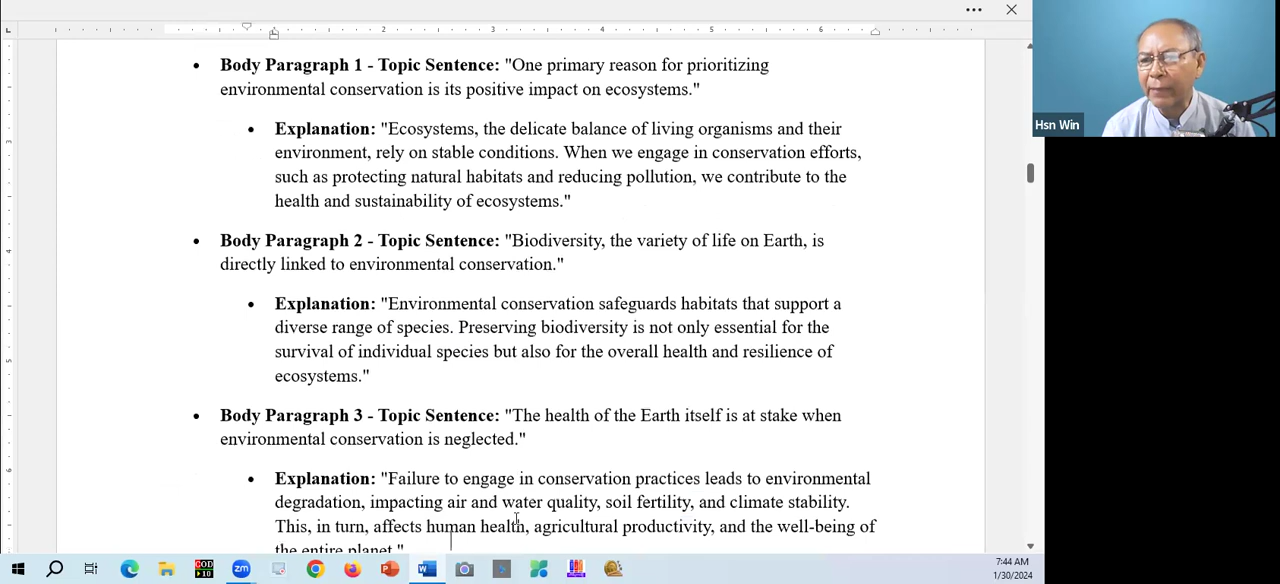 2
3
4
5
6
Hsn Win
• Body Paragraph 1 - Topic Sentence: "One primary reason for prioritizing
environmental conservation is its positive impact on ecosystems."
• Explanation: "Ecosystems, the delicate balance of living organisms and their
environment, rely on stable conditions. When we engage in conservation efforts,
such as protecting natural habitats and reducing pollution, we contribute to the
health and sustainability of ecosystems."
• Body Paragraph 2 - Topic Sentence: "Biodiversity, the variety of life on Earth, is
directly linked to environmental conservation."
• Explanation: "Environmental conservation safeguards habitats that support a
diverse range of species. Preserving biodiversity is not only essential for the
survival of individual species but also for the overall health and resilience of
ecosystems."
• Body Paragraph 3 - Topic Sentence: "The health of the Earth itself is at stake when
environmental conservation is neglected."
• Explanation: "Failure to engage in conservation practices leads to environmental
degradation, impacting air and water quality, soil fertility, and climate stability.
This, in turn, affects human health, agricultural productivity, and the well-being of
the entire planet."
zm
7:44 AM
1/30/2024